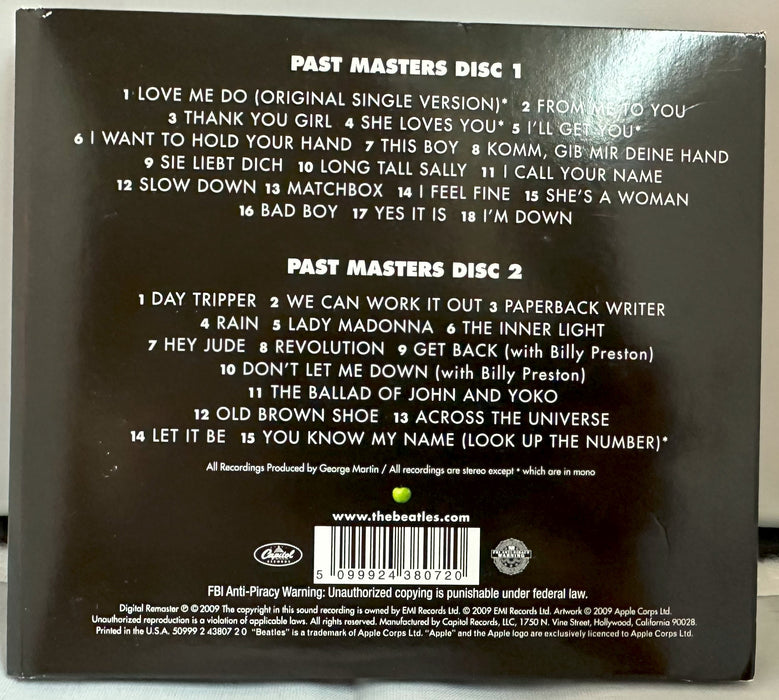 PAST MASTERS DISC 1
1 LOVE ME DO (ORIGINAL SINGLE VERSION)* 2 FROM ME TO YOU
3 THANK YOU GIRL 4 SHE LOVES YOU* 5 I'LL GET YOU*
6 I WANT TO HOLD YOUR HAND 7 THIS BOY 8 KOMM, GIB MIR DEINE HAND
9 SIE LIEBT DICH 10 LONG TALL SALLY 11 I CALL YOUR NAME
12 SLOW DOWN 13 MATCHBOX 14 I FEEL FINE 15 SHE'S A WOMAN
16 BAD BOY 17 YES IT IS 18 I'M DOWN
PAST MASTERS DISC 2
1 DAY TRIPPER 2 WE CAN WORK IT OUT 3 PAPERBACK WRITER
4 RAIN 5 LADY MADONNA 6 THE INNER LIGHT
7 HEY JUDE 8 REVOLUTION 9 GET BACK (with Billy Preston)
10 DON'T LET ME DOWN (with Billy Preston)
11 THE BALLAD OF JOHN AND YOKO
12 OLD BROWN SHOE 13 ACROSS THE UNIVERSE
14 LET IT BE 15 YOU KNOW MY NAME (LOOK UP THE NUMBER)*
All Recordings Produced by George Martin / All recordings are stereo except * which are in mono
www.thebeatles.com
Capitol
RECORDS
5 099924 380720
FBI ANTI-PIRACY
WARNING
FBI Anti-Piracy Warning: Unauthorized copying is punishable under federal law.
Digital Remaster ℗ © 2009 The copyright in this sound recording is owned by EMI Records Ltd. © 2009 EMI Records Ltd. Artwork © 2009 Apple Corps Ltd.
Unauthorized reproduction is a violation of applicable laws. All rights reserved. Manufactured by Capitol Records, LLC, 1750 N. Vine Street, Hollywood, California 90028.
Printed in the U.S.A. 50999 2 43807 2 0 "Beatles" is a trademark of Apple Corps Ltd. "Apple" and the Apple logo are exclusively licenced to Apple Corps Ltd.